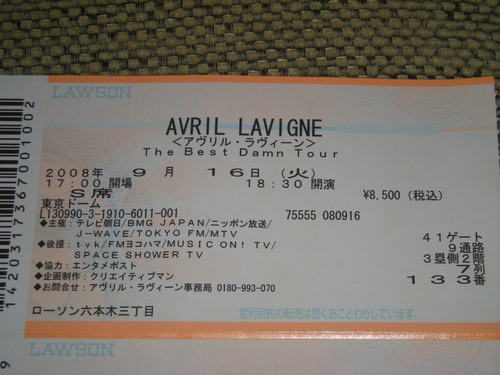 LAWSON
AVRIL LAVIGNE
＜アヴリル・ラヴィーン＞
The Best Damn Tour
2008年 9月 16日 (火)
17:00 開場 18:30 開演
S席 ¥8,500 (税込)
東京ドーム
L130990-3-1910-6011-001 75555 080916
◆主催：テレビ朝日/BMG JAPAN/ニッポン放送/
J-WAVE/TOKYO FM/MTV
◆後援：tvk/FMヨコハマ/MUSIC ON! TV/
SPACE SHOWER TV
◆協力：エンタメポスト
◆企画制作：クリエイティブマン
◆お問合せ：アヴリル・ラヴィーン事務局 0180-993-070
41ゲート
9通路
3塁側2階
7列
133番
ローソン六本木三丁目
営利目的の転売は固くおことわりしています。
LAWSON
1420317367001002
9